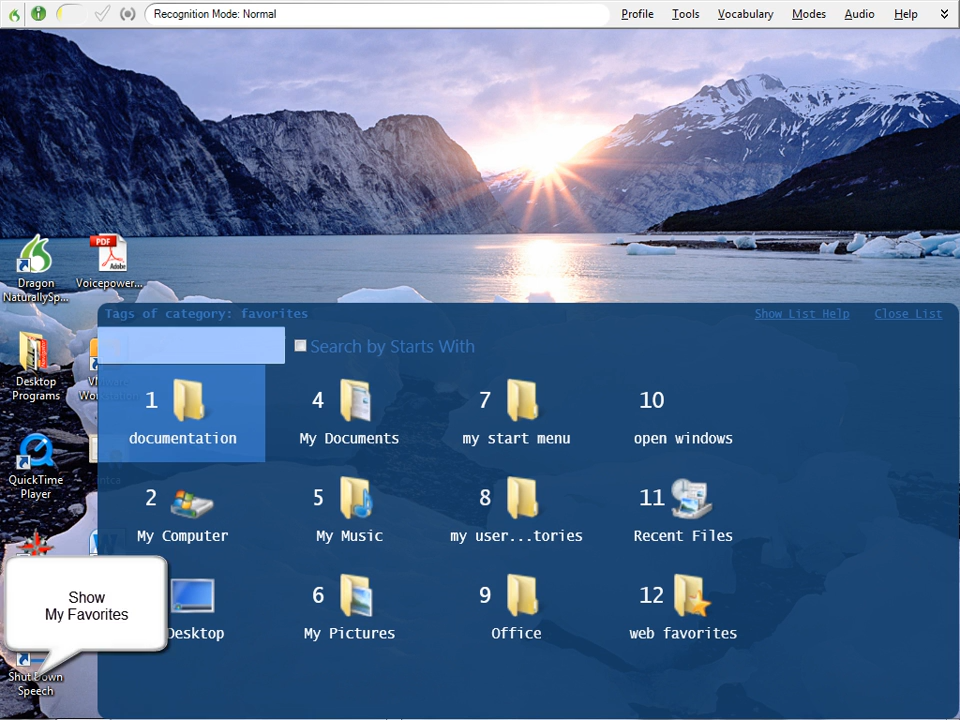 Recognition Mode: Normal
Profile Tools Vocabulary Modes Audio Help
PDF
Adobe
Dragon
NaturallySp...
Voicepower...
Tags of category: favorites
Show List Help Close List
Search by Starts With
Desktop
Programs
1 4 7 10
documentation My Documents my start menu open windows
QuickTime
Player
2 5 8 11
My Computer My Music my user...tories Recent Files
Show
My Favorites
6 9 12
Desktop My Pictures Office web favorites
Shut Down
Speech